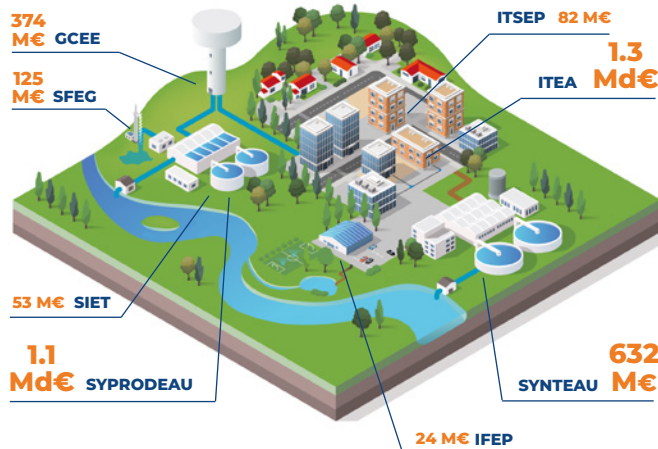 374
M€ GCEE
125
M€ SFEG
ITSEP 82 M€
1.3
ITEA Md€
53 M€ SIET
1.1
Md€ SYPRODEAU
632
SYNTEAU M€
24 M€ IFEP